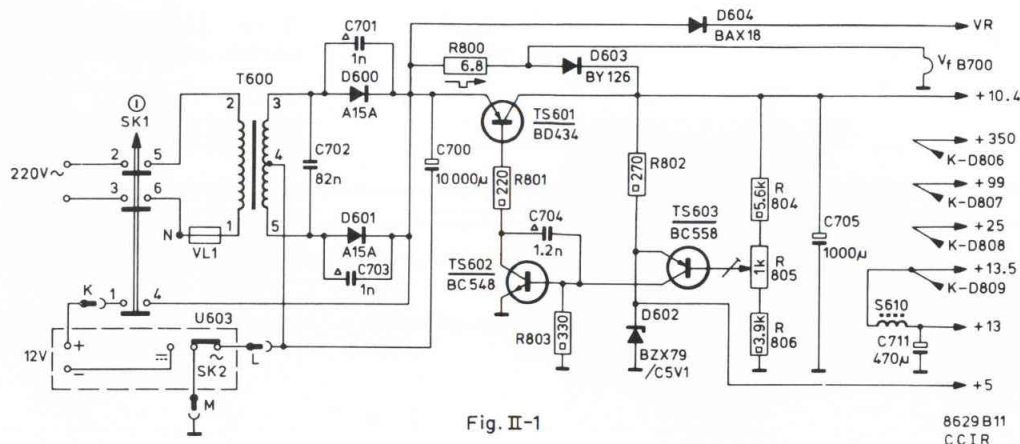 C701
△ 1n
D600
A15A
T600
2
3
4
1
5
I
SK1
2
5
220V~
3
6
N
VL1
1
4
C702
82n
D601
A15A
△ C703
1n
C700
10 000µ
R800
6.8
D604
BAX18
VR
D603
BY126
Vf B700
TS601
BD434
220
R801
C704
△
1.2n
TS602
BC548
330
R803
270
R802
TS603
BC558
D602
BZX79
/C5V1
5.6k
R
804
1k
R
805
3.9k
R
806
C705
1000µ
+10.4
+350
K-D806
+99
K-D807
+25
K-D808
+13.5
K-D809
S610
+13
C711
470µ
+5
K
U603
+
12V
−
SK2
~
L
M
Fig. II-1
8629 B11
CCIR